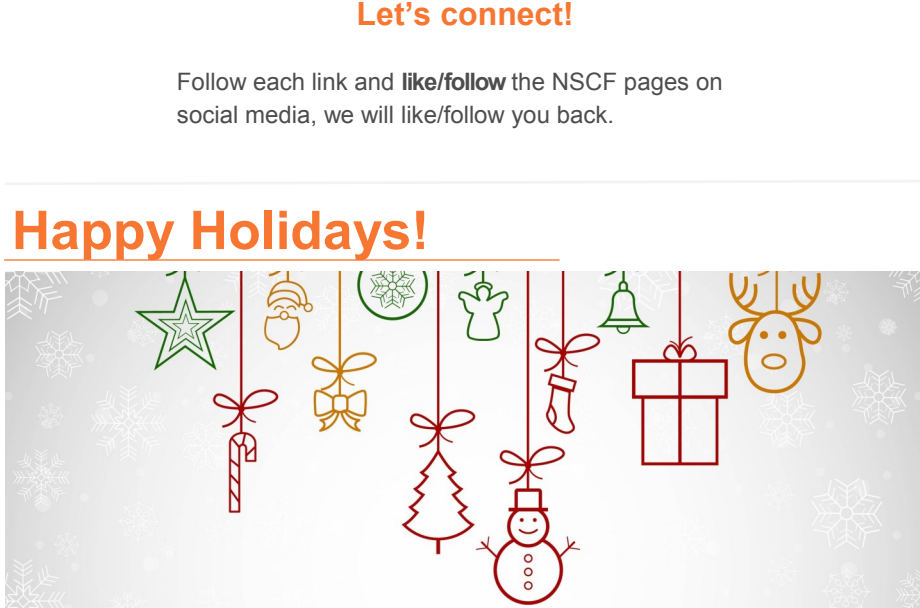 Let’s connect!
Follow each link and like/follow the NSCF pages on
social media, we will like/follow you back.
Happy Holidays!